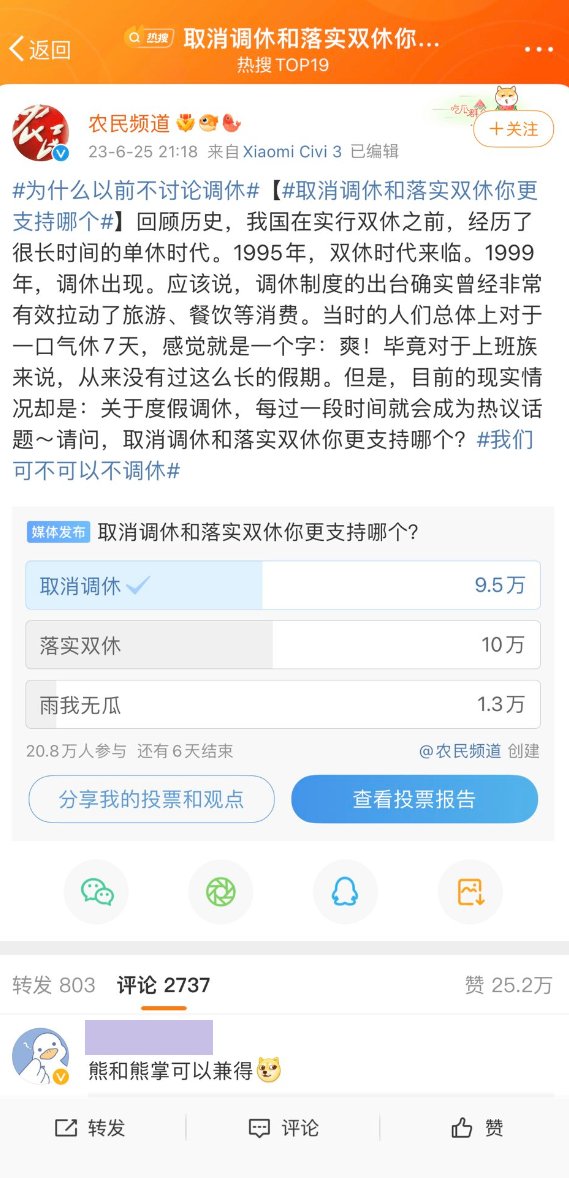 返回
热搜
取消调休和落实双休你...
热搜TOP19
农民频道
吃瓜群
+关注
23-6-25 21:18 来自Xiaomi Civi 3 已编辑
#为什么以前不讨论调休#【#取消调休和落实双休你更
支持哪个#】回顾历史，我国在实行双休之前，经历了
很长时间的单休时代。1995年，双休时代来临。1999
年，调休出现。应该说，调休制度的出台确实曾经非常
有效拉动了旅游、餐饮等消费。当时的人们总体上对于
一口气休7天，感觉就是一个字：爽！毕竟对于上班族
来说，从来没有过这么长的假期。但是，目前的现实情
况却是：关于度假调休，每过一段时间就会成为热议话
题～请问，取消调休和落实双休你更支持哪个？#我们
可不可以不调休#
媒体发布 取消调休和落实双休你更支持哪个？
取消调休 9.5万
落实双休 10万
雨我无瓜 1.3万
20.8万人参与 还有6天结束 @农民频道 创建
分享我的投票和观点 查看投票报告
转发 803 评论 2737 赞 25.2万
熊和熊掌可以兼得
转发 评论 赞